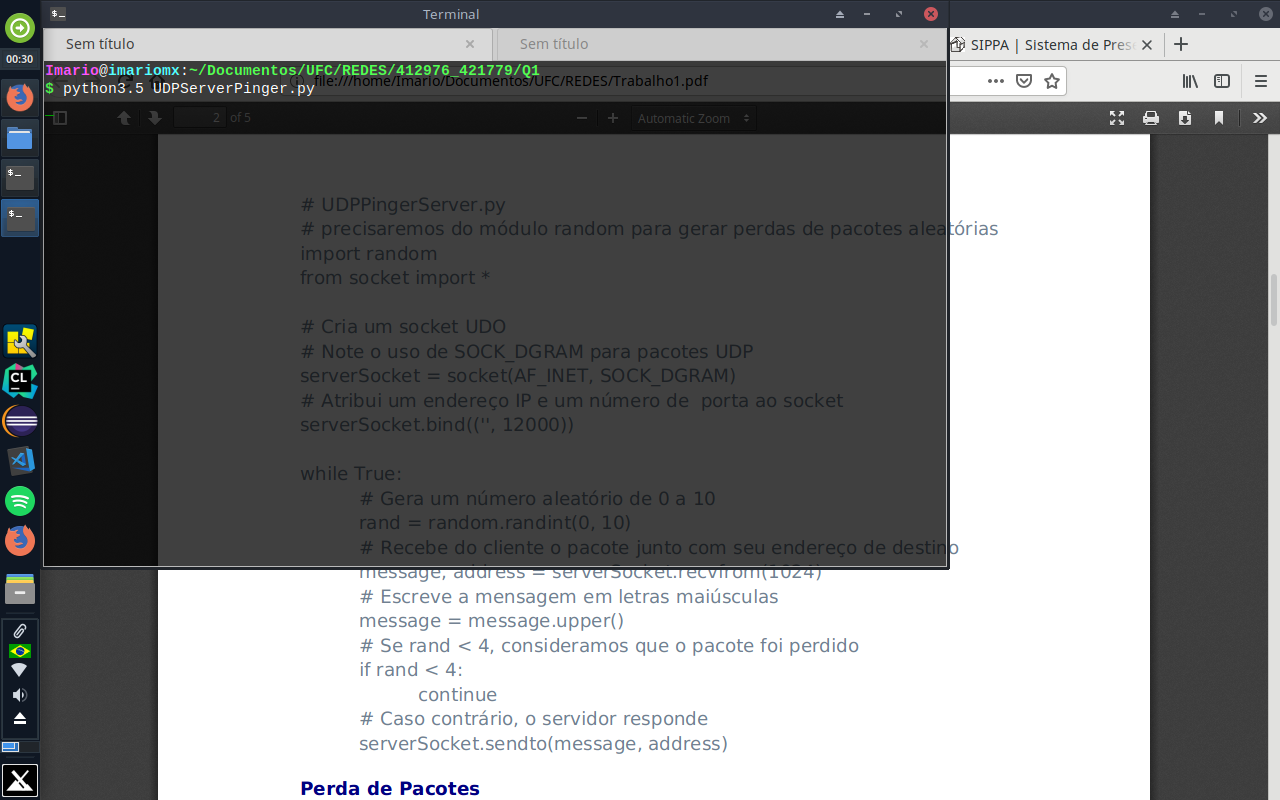 Terminal
Sem título
Sem título
SIPPA | Sistema de Pres
00:30
Imario@imariomx:~/Documentos/UFC/REDES/412976_421779/Q1
$ python3.5 UDPServerPinger.py
file:///home/Imario/Documentos/UFC/REDES/Trabalho1.pdf
2 of 5
Automatic Zoom
# UDPPingerServer.py
# precisaremos do módulo random para gerar perdas de pacotes aleatórias
import random
from socket import *
# Cria um socket UDO
# Note o uso de SOCK_DGRAM para pacotes UDP
serverSocket = socket(AF_INET, SOCK_DGRAM)
# Atribui um endereço IP e um número de  porta ao socket
serverSocket.bind(('', 12000))
while True:
# Gera um número aleatório de 0 a 10
rand = random.randint(0, 10)
# Recebe do cliente o pacote junto com seu endereço de destino
message, address = serverSocket.recvfrom(1024)
# Escreve a mensagem em letras maiúsculas
message = message.upper()
# Se rand < 4, consideramos que o pacote foi perdido
if rand < 4:
continue
# Caso contrário, o servidor responde
serverSocket.sendto(message, address)
Perda de Pacotes